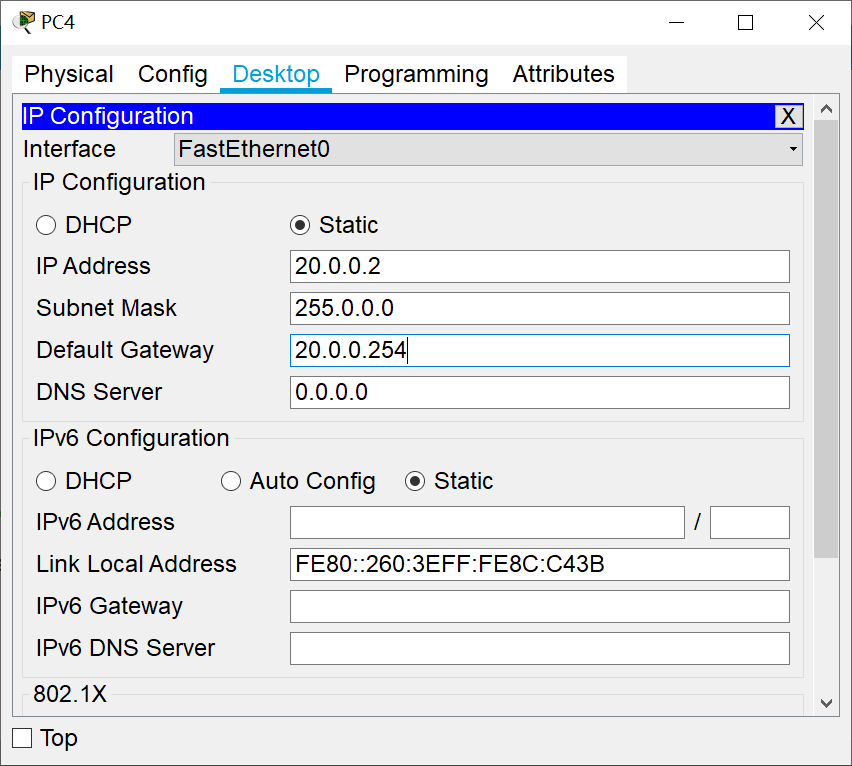 PC4
Physical Config Desktop Programming Attributes
IP Configuration X
Interface FastEthernet0
IP Configuration
DHCP Static
IP Address 20.0.0.2
Subnet Mask 255.0.0.0
Default Gateway 20.0.0.254
DNS Server 0.0.0.0
IPv6 Configuration
DHCP Auto Config Static
IPv6 Address /
Link Local Address FE80::260:3EFF:FE8C:C43B
IPv6 Gateway
IPv6 DNS Server
802.1X
Top